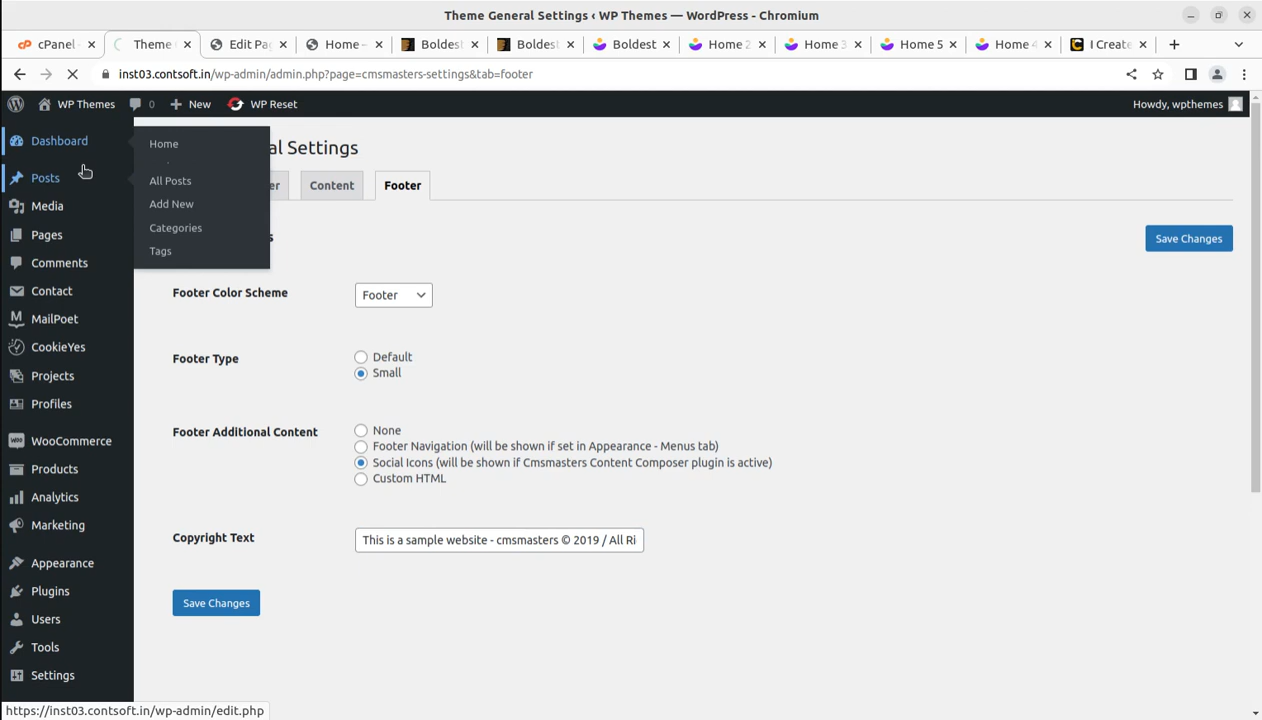 Theme General Settings ‹ WP Themes — WordPress - Chromium
cPanel -
Theme
Edit Pa
Home –
Boldest
Boldest
Boldest
Home 2
Home 3
Home 5
Home 4
I Create
inst03.contsoft.in/wp-admin/admin.php?page=cmsmasters-settings&tab=footer
WP Themes
0
New
WP Reset
Howdy, wpthemes
Dashboard
Posts
Media
Pages
Comments
Contact
MailPoet
CookieYes
Projects
Profiles
WooCommerce
Products
Analytics
Marketing
Appearance
Plugins
Users
Tools
Settings
Home
All Posts
Add New
Categories
Tags
al Settings
er
Content
Footer
s
Save Changes
Footer Color Scheme
Footer
Footer Type
Default
Small
Footer Additional Content
None
Footer Navigation (will be shown if set in Appearance - Menus tab)
Social Icons (will be shown if Cmsmasters Content Composer plugin is active)
Custom HTML
Copyright Text
This is a sample website - cmsmasters © 2019 / All Ri
Save Changes
https://inst03.contsoft.in/wp-admin/edit.php